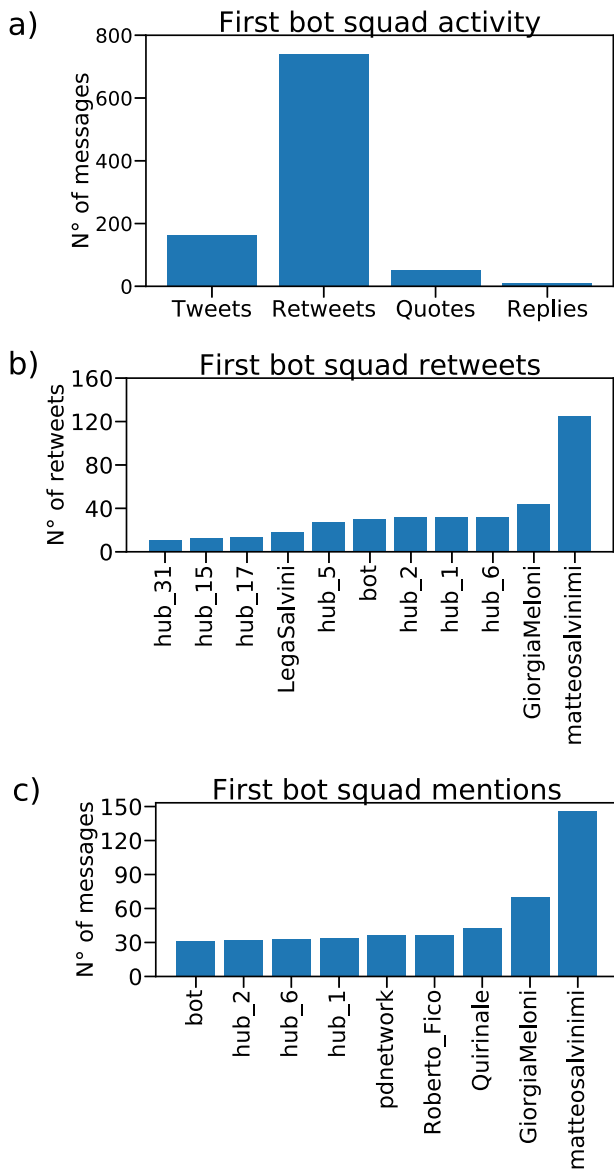 a)
First bot squad activity
N° of messages
800
600
400
200
0
Tweets
Retweets
Quotes
Replies
b)
First bot squad retweets
N° of retweets
160
120
80
40
0
hub_31
hub_15
hub_17
LegaSalvini
hub_5
bot
hub_2
hub_1
hub_6
GiorgiaMeloni
matteosalvinimi
c)
First bot squad mentions
N° of messages
150
120
90
60
30
0
bot
hub_2
hub_6
hub_1
pdnetwork
Roberto_Fico
Quirinale
GiorgiaMeloni
matteosalvinimi